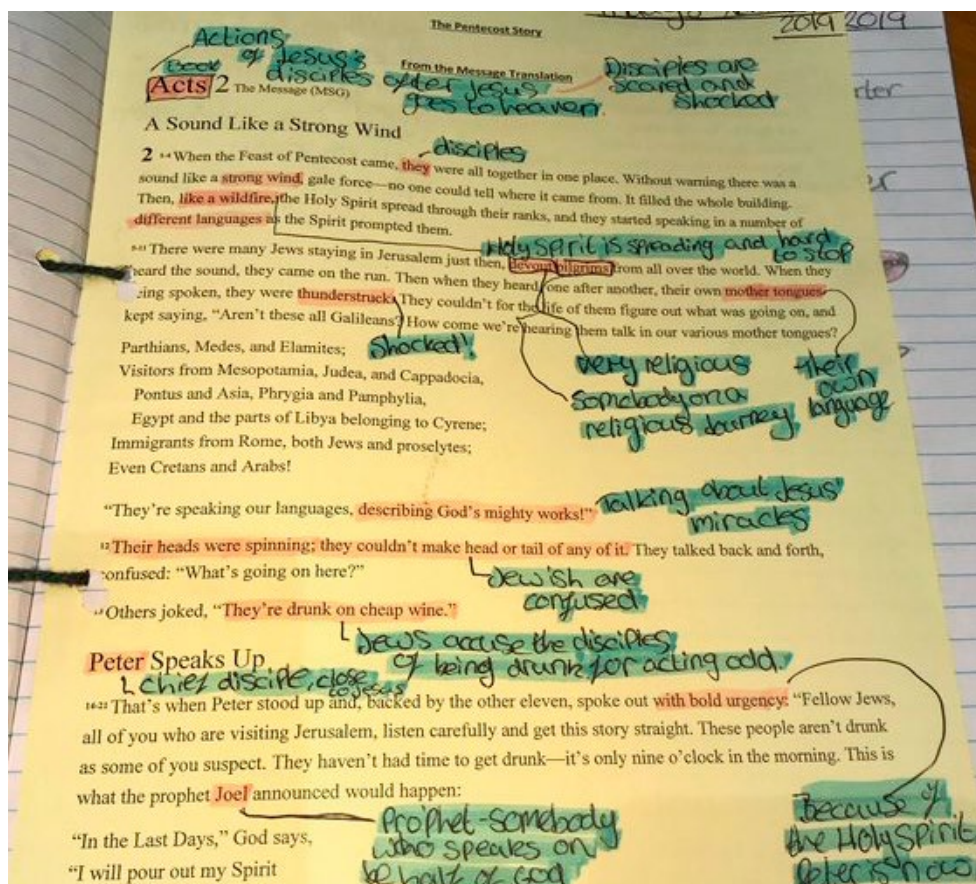 The Pentecost Story
2019 2019
Actions
of Jesus's
disciples after Jesus
goes to heaven.
Book
From the Message Translation
Disciples are
scared and
shocked
Acts 2 The Message (MSG)
A Sound Like a Strong Wind
disciples
2 1-4 When the Feast of Pentecost came, they were all together in one place. Without warning there was a
sound like a strong wind, gale force—no one could tell where it came from. It filled the whole building.
Then, like a wildfire, the Holy Spirit spread through their ranks, and they started speaking in a number of
different languages as the Spirit prompted them.
Holy Spirit is spreading and hard
to stop
5-11 There were many Jews staying in Jerusalem just then, devout pilgrims from all over the world. When they
heard the sound, they came on the run. Then when they heard, one after another, their own mother tongues
being spoken, they were thunderstruck. They couldn't for the life of them figure out what was going on, and
kept saying, "Aren't these all Galileans? How come we're hearing them talk in our various mother tongues?
Shocked!
very religious
Somebody on a
religious Journey
their
own
language
Parthians, Medes, and Elamites;
Visitors from Mesopotamia, Judea, and Cappadocia,
Pontus and Asia, Phrygia and Pamphylia,
Egypt and the parts of Libya belonging to Cyrene;
Immigrants from Rome, both Jews and proselytes;
Even Cretans and Arabs!
"They're speaking our languages, describing God's mighty works!"
Talking about Jesus'
miracles
12 Their heads were spinning; they couldn't make head or tail of any of it. They talked back and forth,
confused: "What's going on here?"
Jewish are
confused
13 Others joked, "They're drunk on cheap wine."
Jews accuse the disciples
of being drunk for acting odd.
Peter Speaks Up
chief disciple, close
to Jesus
14-21 That's when Peter stood up and, backed by the other eleven, spoke out with bold urgency: "Fellow Jews,
all of you who are visiting Jerusalem, listen carefully and get this story straight. These people aren't drunk
as some of you suspect. They haven't had time to get drunk—it's only nine o'clock in the morning. This is
what the prophet Joel announced would happen:
Prophet-somebody
who speaks on
behalf of God
Because of
the Holy Spirit
Peter is now
"In the Last Days," God says,
"I will pour out my Spirit